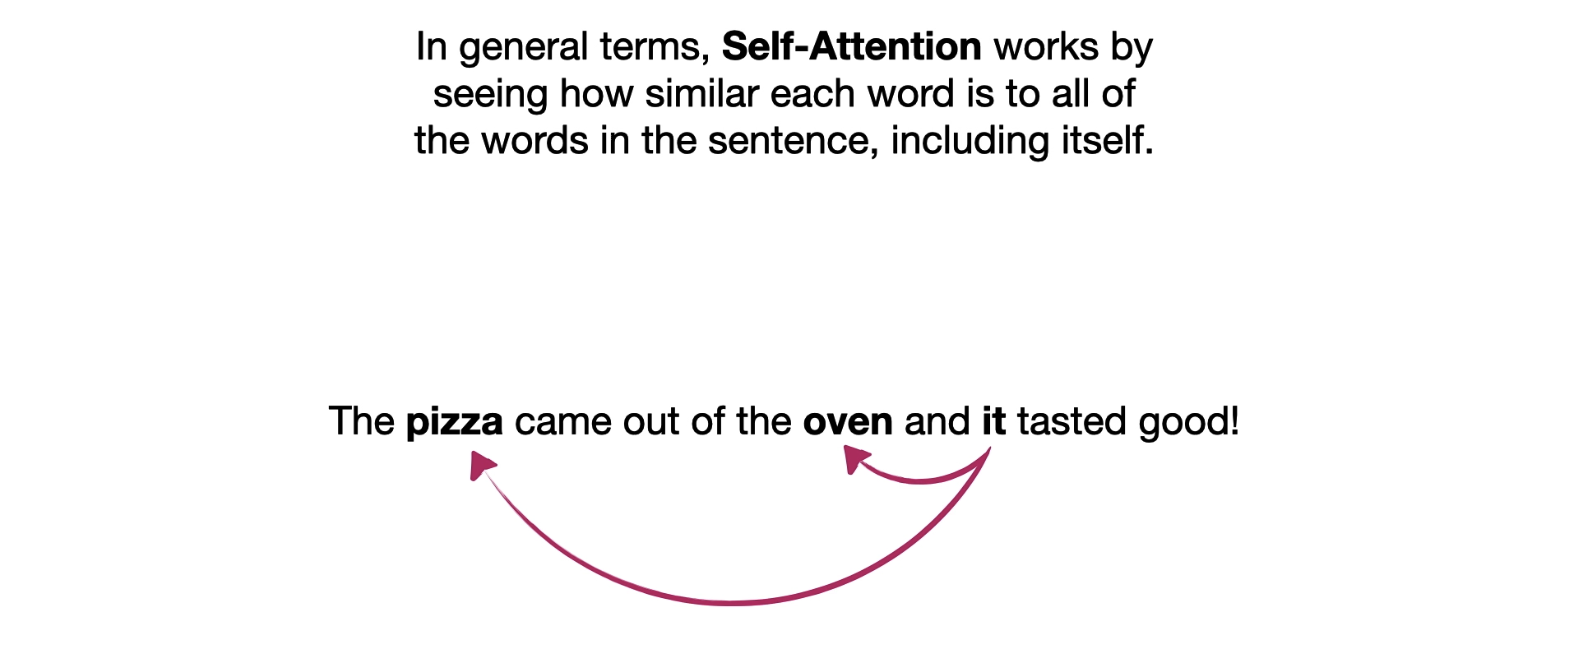 In general terms, Self-Attention works by
seeing how similar each word is to all of
the words in the sentence, including itself.
The pizza came out of the oven and it tasted good!